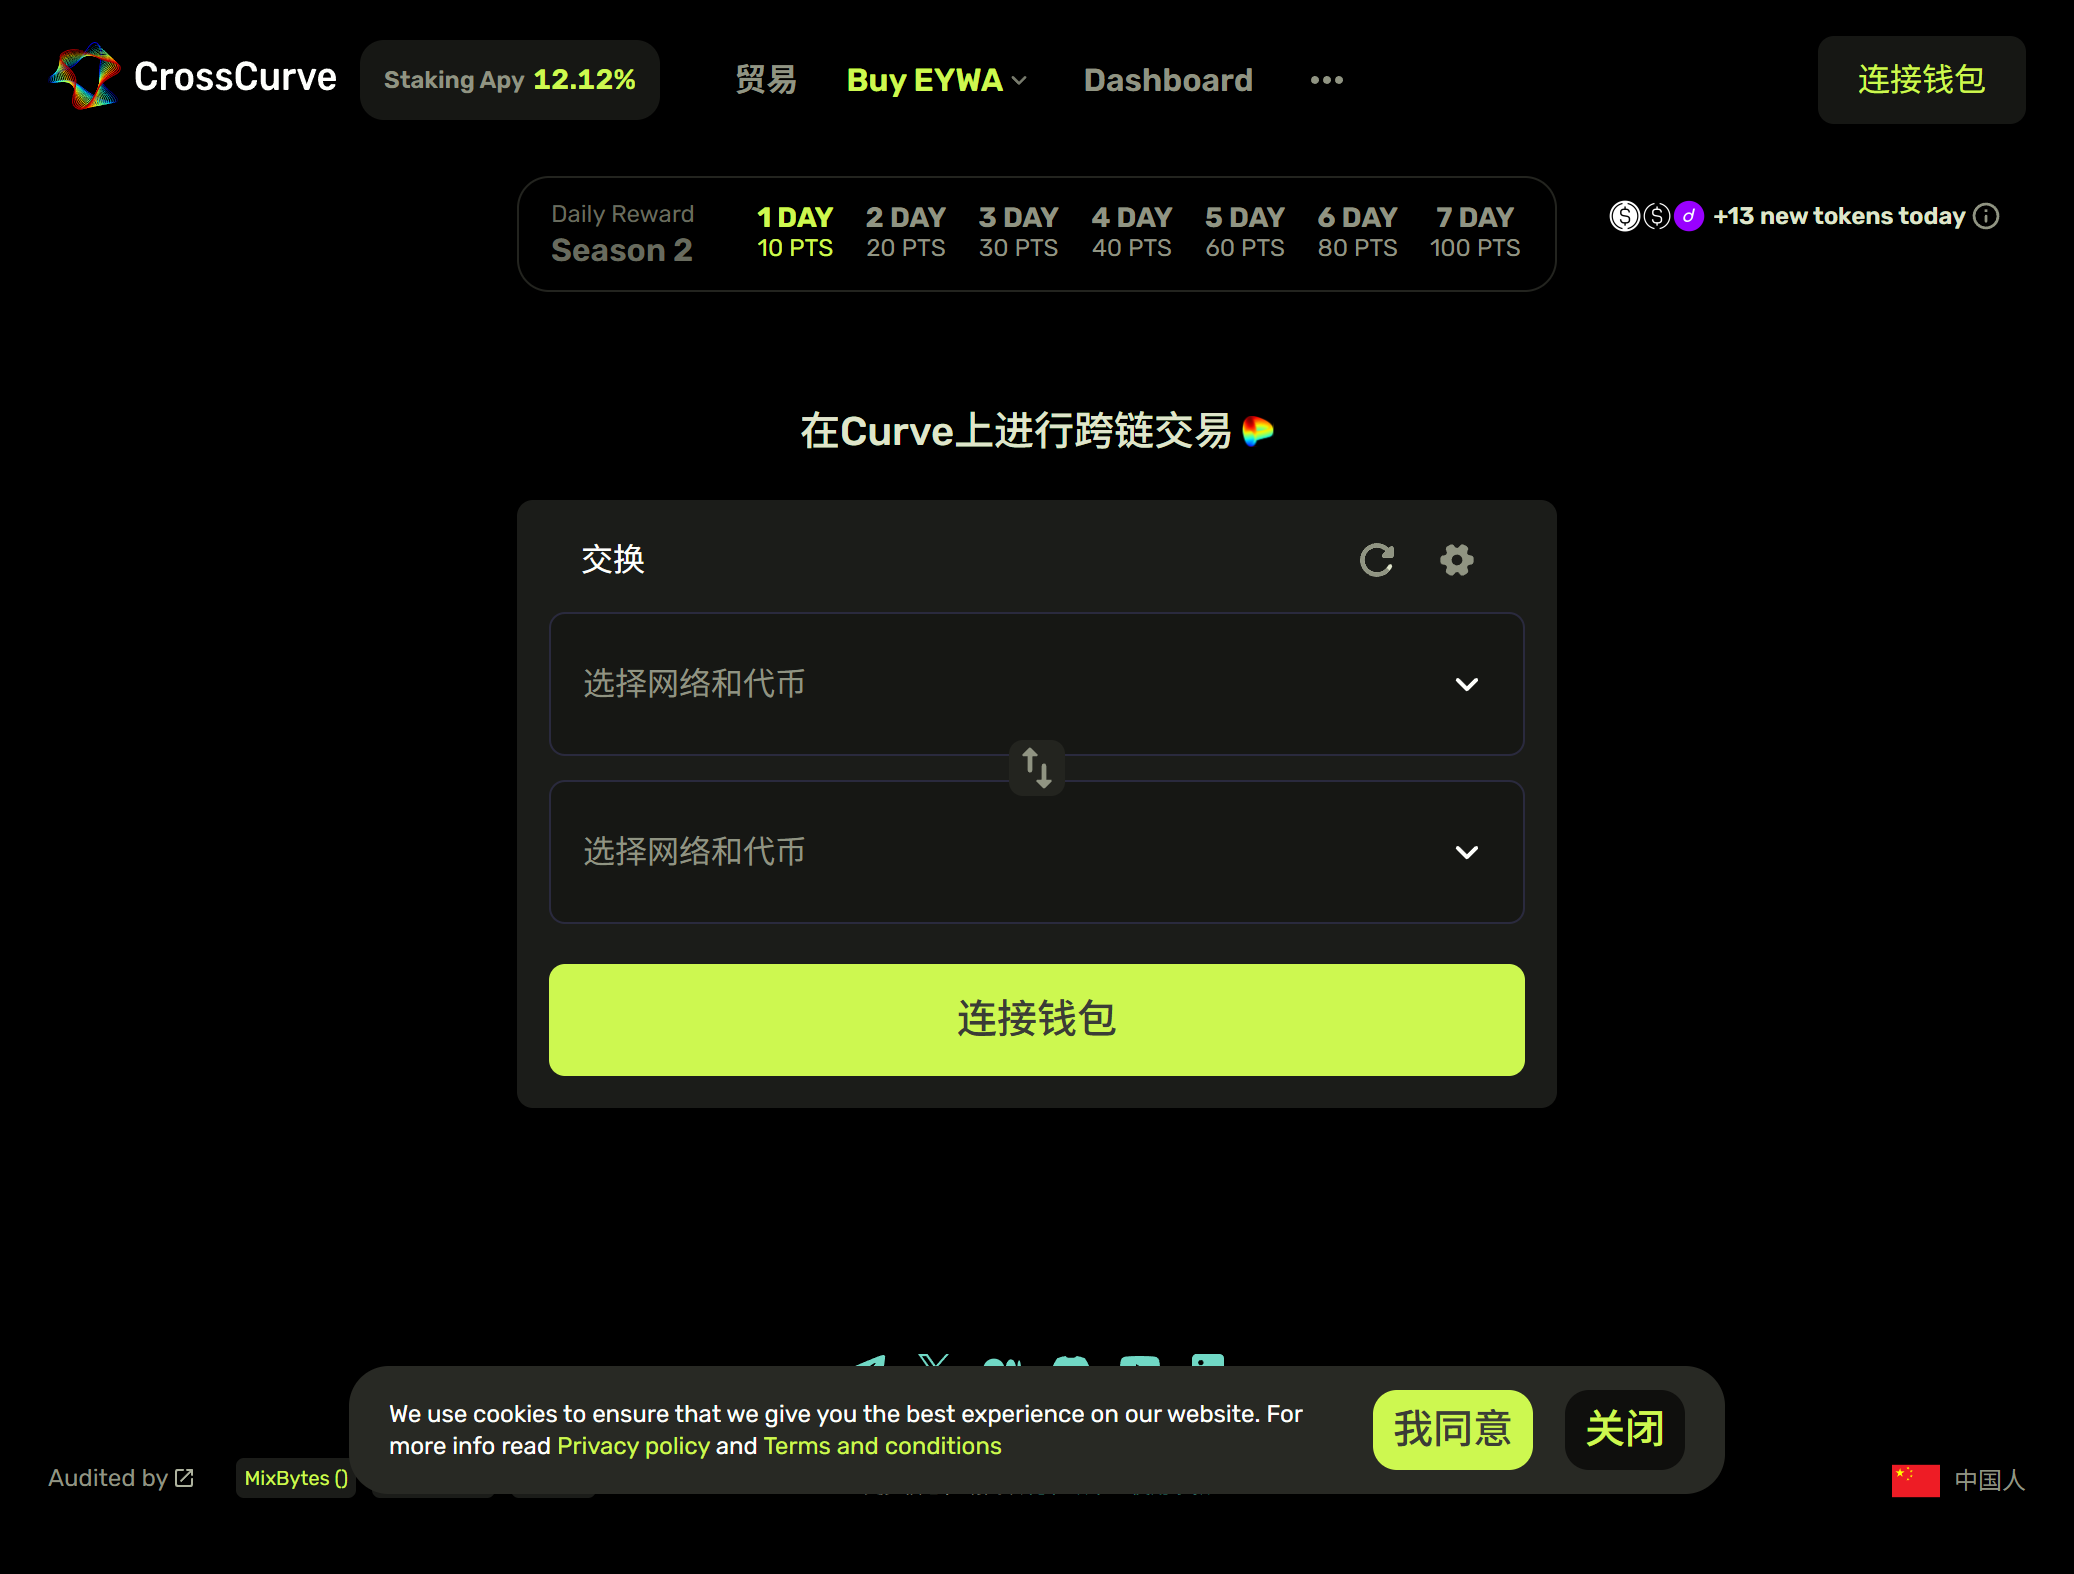 CrossCurve
Staking Apy 12.12%
贸易
Buy EYWA
Dashboard
连接钱包
Daily Reward
Season 2
1 DAY
10 PTS
2 DAY
20 PTS
3 DAY
30 PTS
4 DAY
40 PTS
5 DAY
60 PTS
6 DAY
80 PTS
7 DAY
100 PTS
+13 new tokens today
在Curve上进行跨链交易
交换
选择网络和代币
选择网络和代币
连接钱包
We use cookies to ensure that we give you the best experience on our website. For
more info read Privacy policy and Terms and conditions
我同意
关闭
Audited by
MixBytes ()
中国人